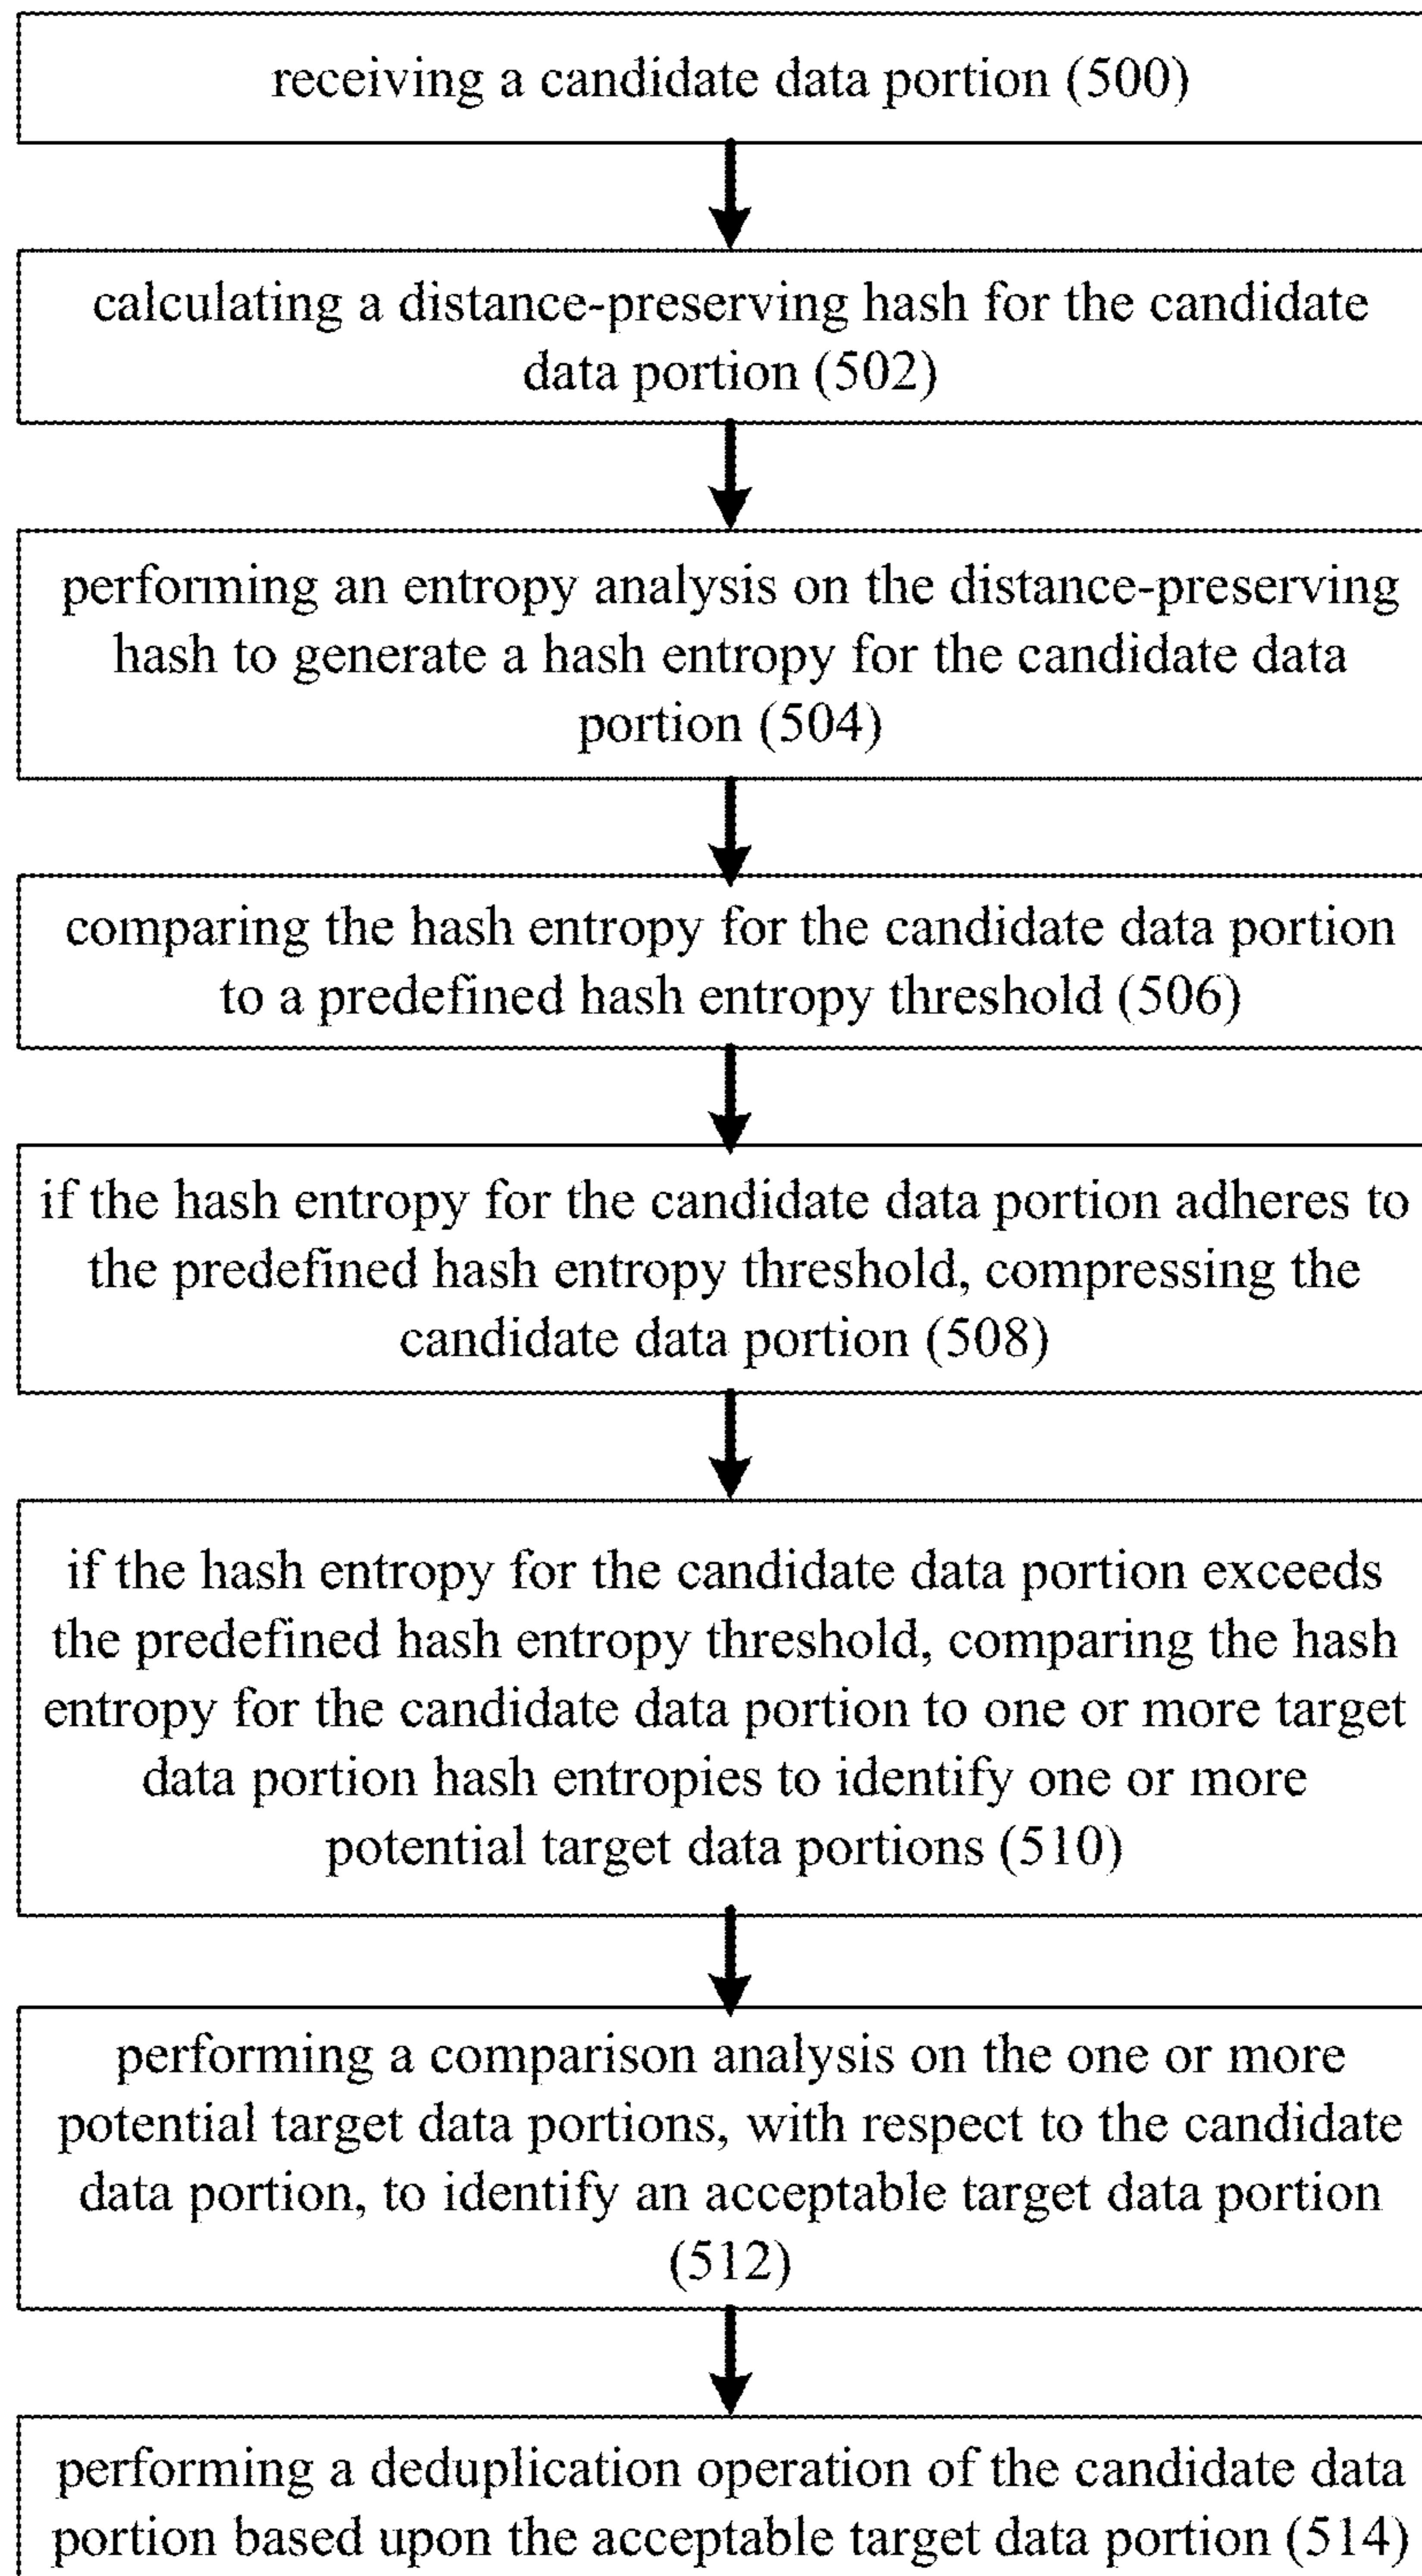 receiving a candidate data portion (500)
calculating a distance-preserving hash for the candidate
data portion (502)
performing an entropy analysis on the distance-preserving
hash to generate a hash entropy for the candidate data
portion (504)
comparing the hash entropy for the candidate data portion
to a predefined hash entropy threshold (506)
if the hash entropy for the candidate data portion adheres to
the predefined hash entropy threshold, compressing the
candidate data portion (508)
if the hash entropy for the candidate data portion exceeds
the predefined hash entropy threshold, comparing the hash
entropy for the candidate data portion to one or more target
data portion hash entropies to identify one or more
potential target data portions (510)
performing a comparison analysis on the one or more
potential target data portions, with respect to the candidate
data portion, to identify an acceptable target data portion
(512)
performing a deduplication operation of the candidate data
portion based upon the acceptable target data portion (514)